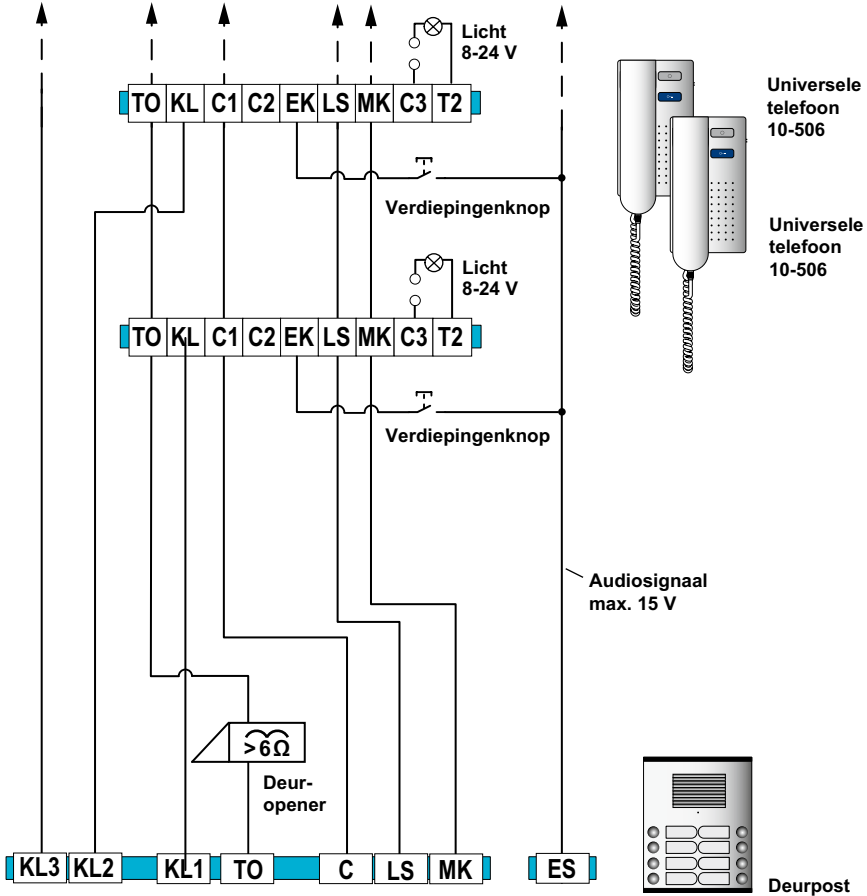 Licht
8-24 V
TO KL C1 C2 EK LS MK C3 T2
Universele
telefoon
10-506
Verdiepingenknop
Universele
telefoon
10-506
Licht
8-24 V
TO KL C1 C2 EK LS MK C3 T2
Verdiepingenknop
Audiosignaal
max. 15 V
>6Ω
Deur-
opener
KL3 KL2 KL1 TO C LS MK ES
Deurpost